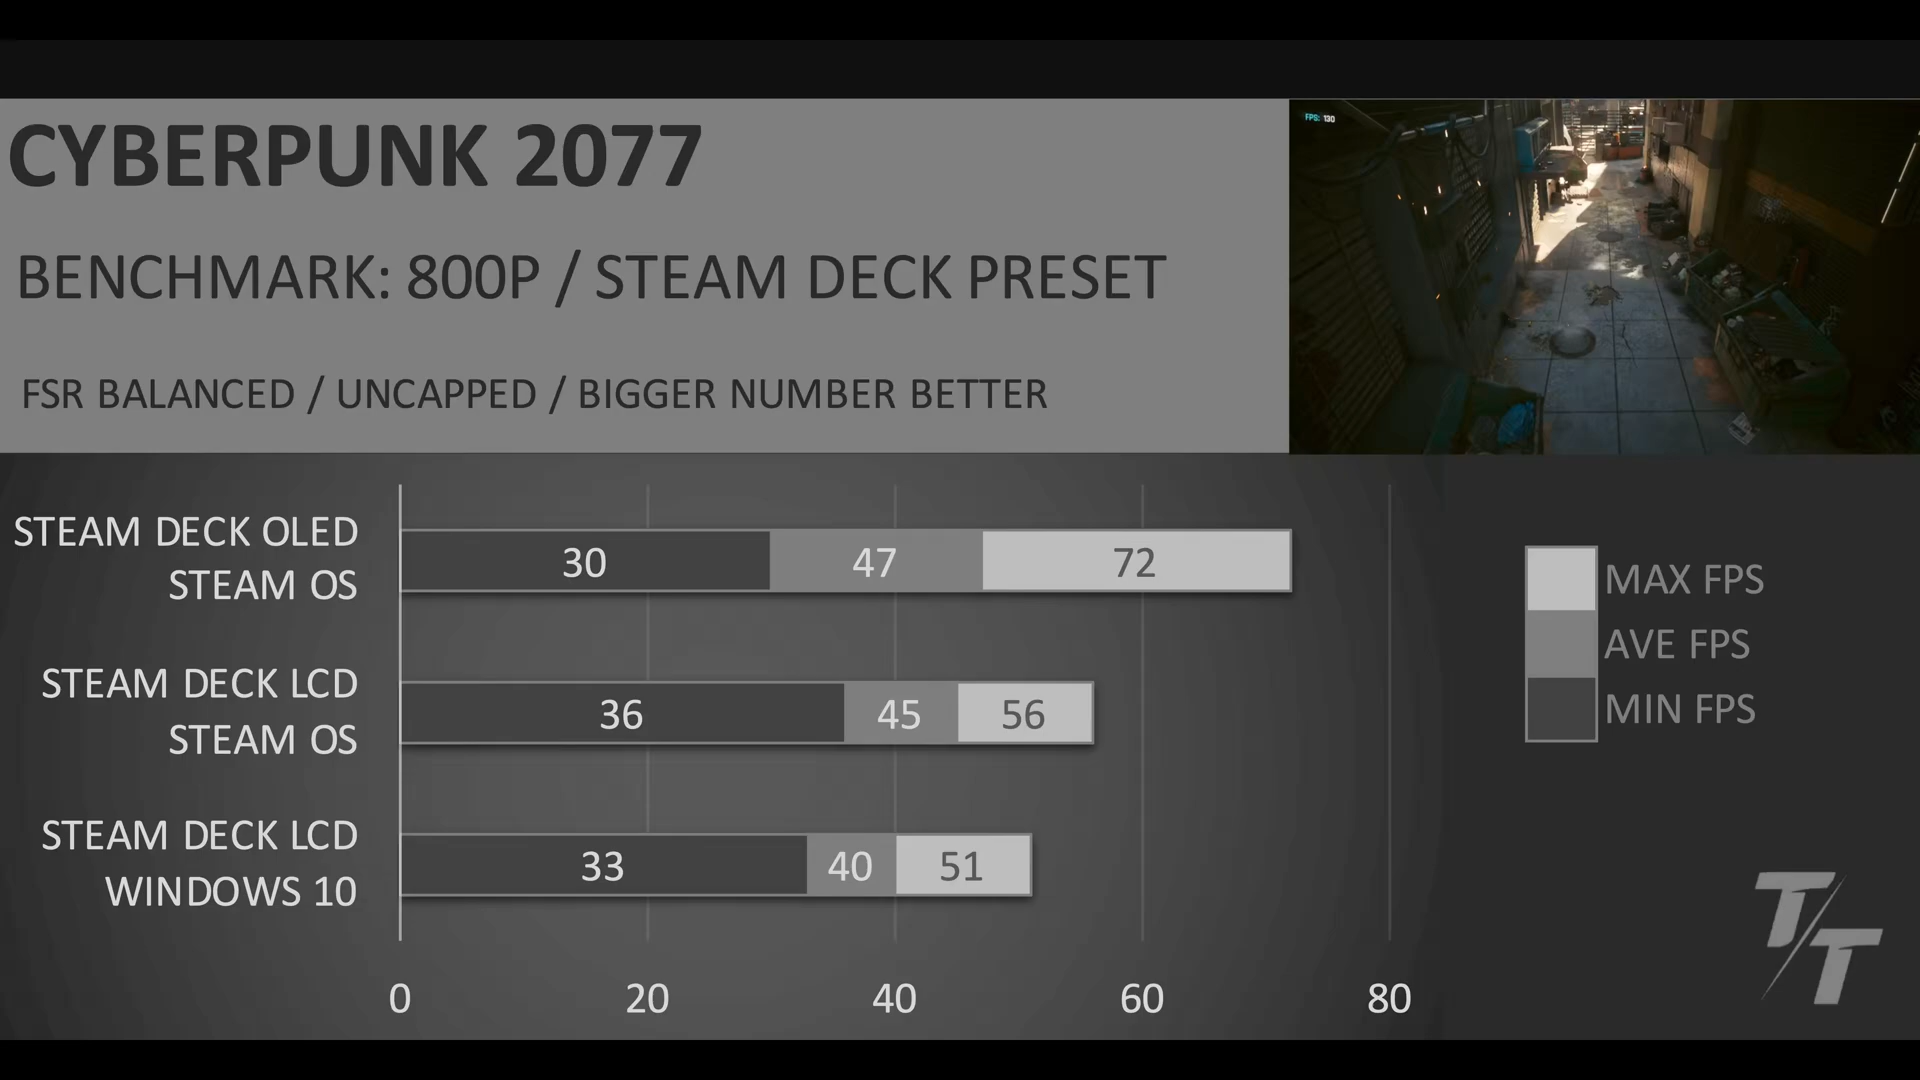 CYBERPUNK 2077
BENCHMARK: 800P / STEAM DECK PRESET
FSR BALANCED / UNCAPPED / BIGGER NUMBER BETTER
FPS: 130
STEAM DECK OLED
STEAM OS
30 47 72
STEAM DECK LCD
STEAM OS
36 45 56
STEAM DECK LCD
WINDOWS 10
33 40 51
0 20 40 60 80
MAX FPS
AVE FPS
MIN FPS
T/T